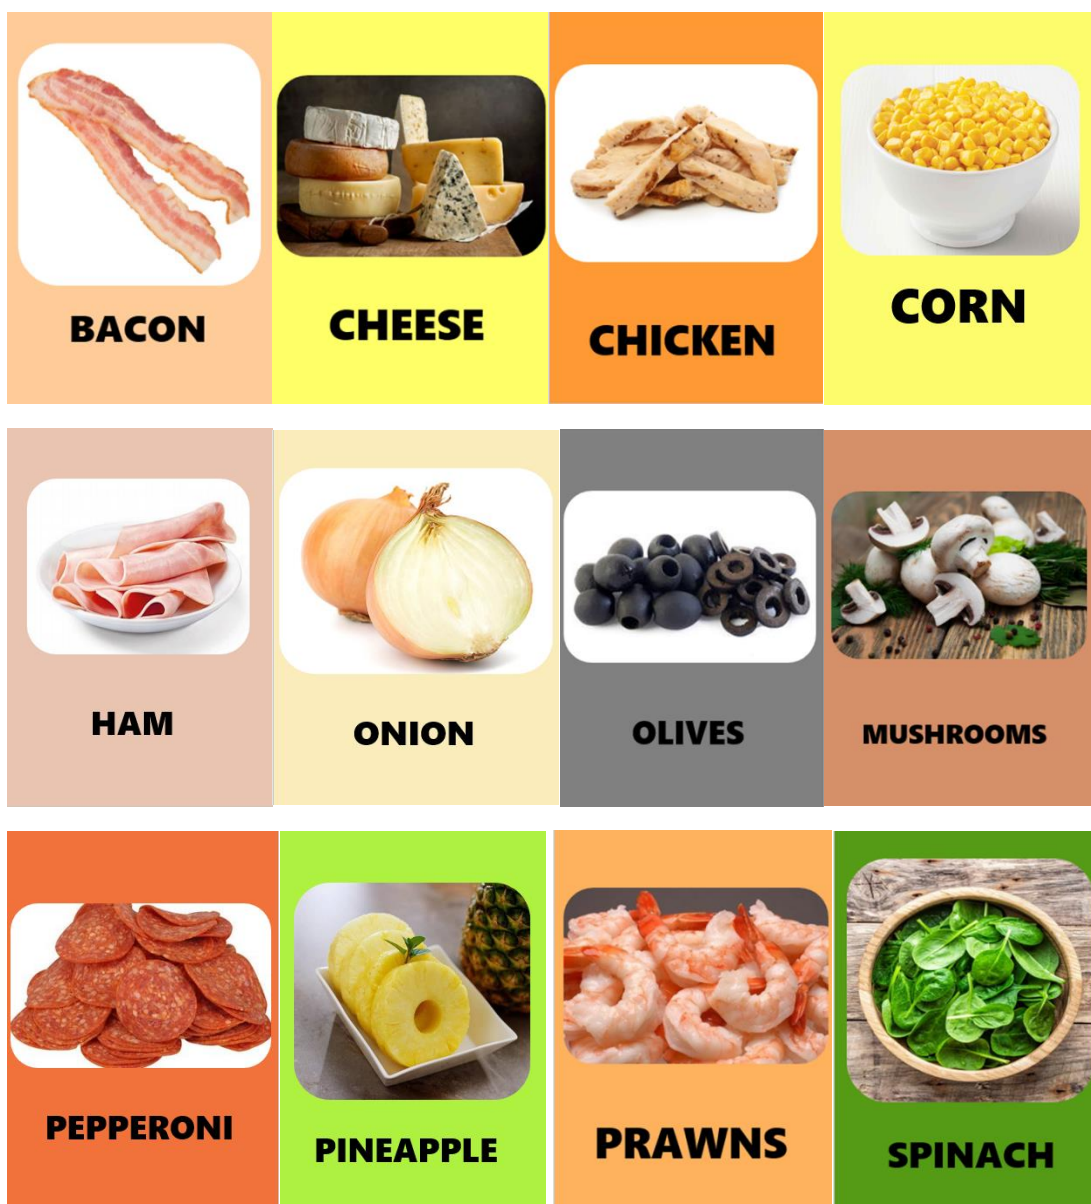 BACON
CHEESE
CHICKEN
CORN
HAM
ONION
OLIVES
MUSHROOMS
PEPPERONI
PINEAPPLE
PRAWNS
SPINACH